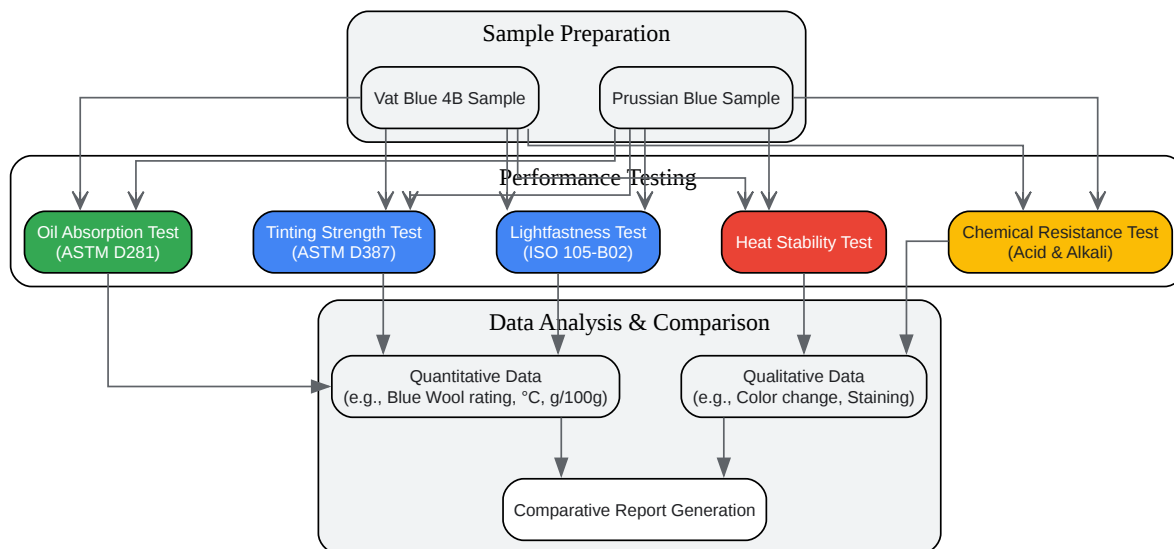 Sample Preparation
Vat Blue 4B Sample
Prussian Blue Sample
Performance Testing
Oil Absorption Test
(ASTM D281)
Tinting Strength Test
(ASTM D387)
Lightfastness Test
(ISO 105-B02)
Heat Stability Test
Chemical Resistance Test
(Acid & Alkali)
Data Analysis & Comparison
Quantitative Data
(e.g., Blue Wool rating, °C, g/100g)
Qualitative Data
(e.g., Color change, Staining)
Comparative Report Generation